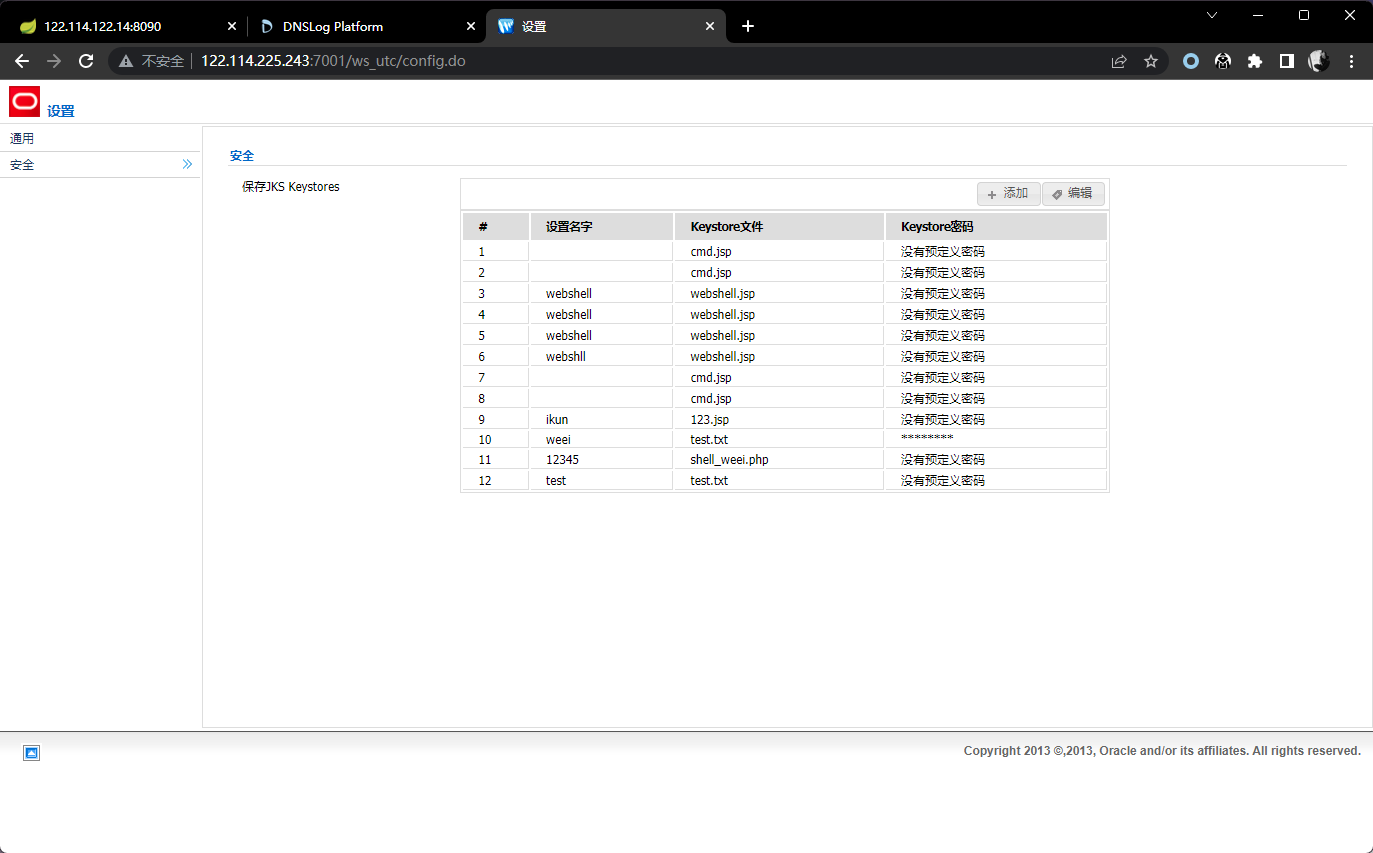 122.114.122.14:8090
DNSLog Platform
设置
不安全 122.114.225.243:7001/ws_utc/config.do
设置
通用
安全
安全
保存JKS Keystores
添加 编辑
# 设置名字 Keystore文件 Keystore密码
1 cmd.jsp 没有预定义密码
2 cmd.jsp 没有预定义密码
3 webshell webshell.jsp 没有预定义密码
4 webshell webshell.jsp 没有预定义密码
5 webshell webshell.jsp 没有预定义密码
6 webshll webshell.jsp 没有预定义密码
7 cmd.jsp 没有预定义密码
8 cmd.jsp 没有预定义密码
9 ikun 123.jsp 没有预定义密码
10 weei test.txt ********
11 12345 shell_weei.php 没有预定义密码
12 test test.txt 没有预定义密码
Copyright 2013 ©,2013, Oracle and/or its affiliates. All rights reserved.